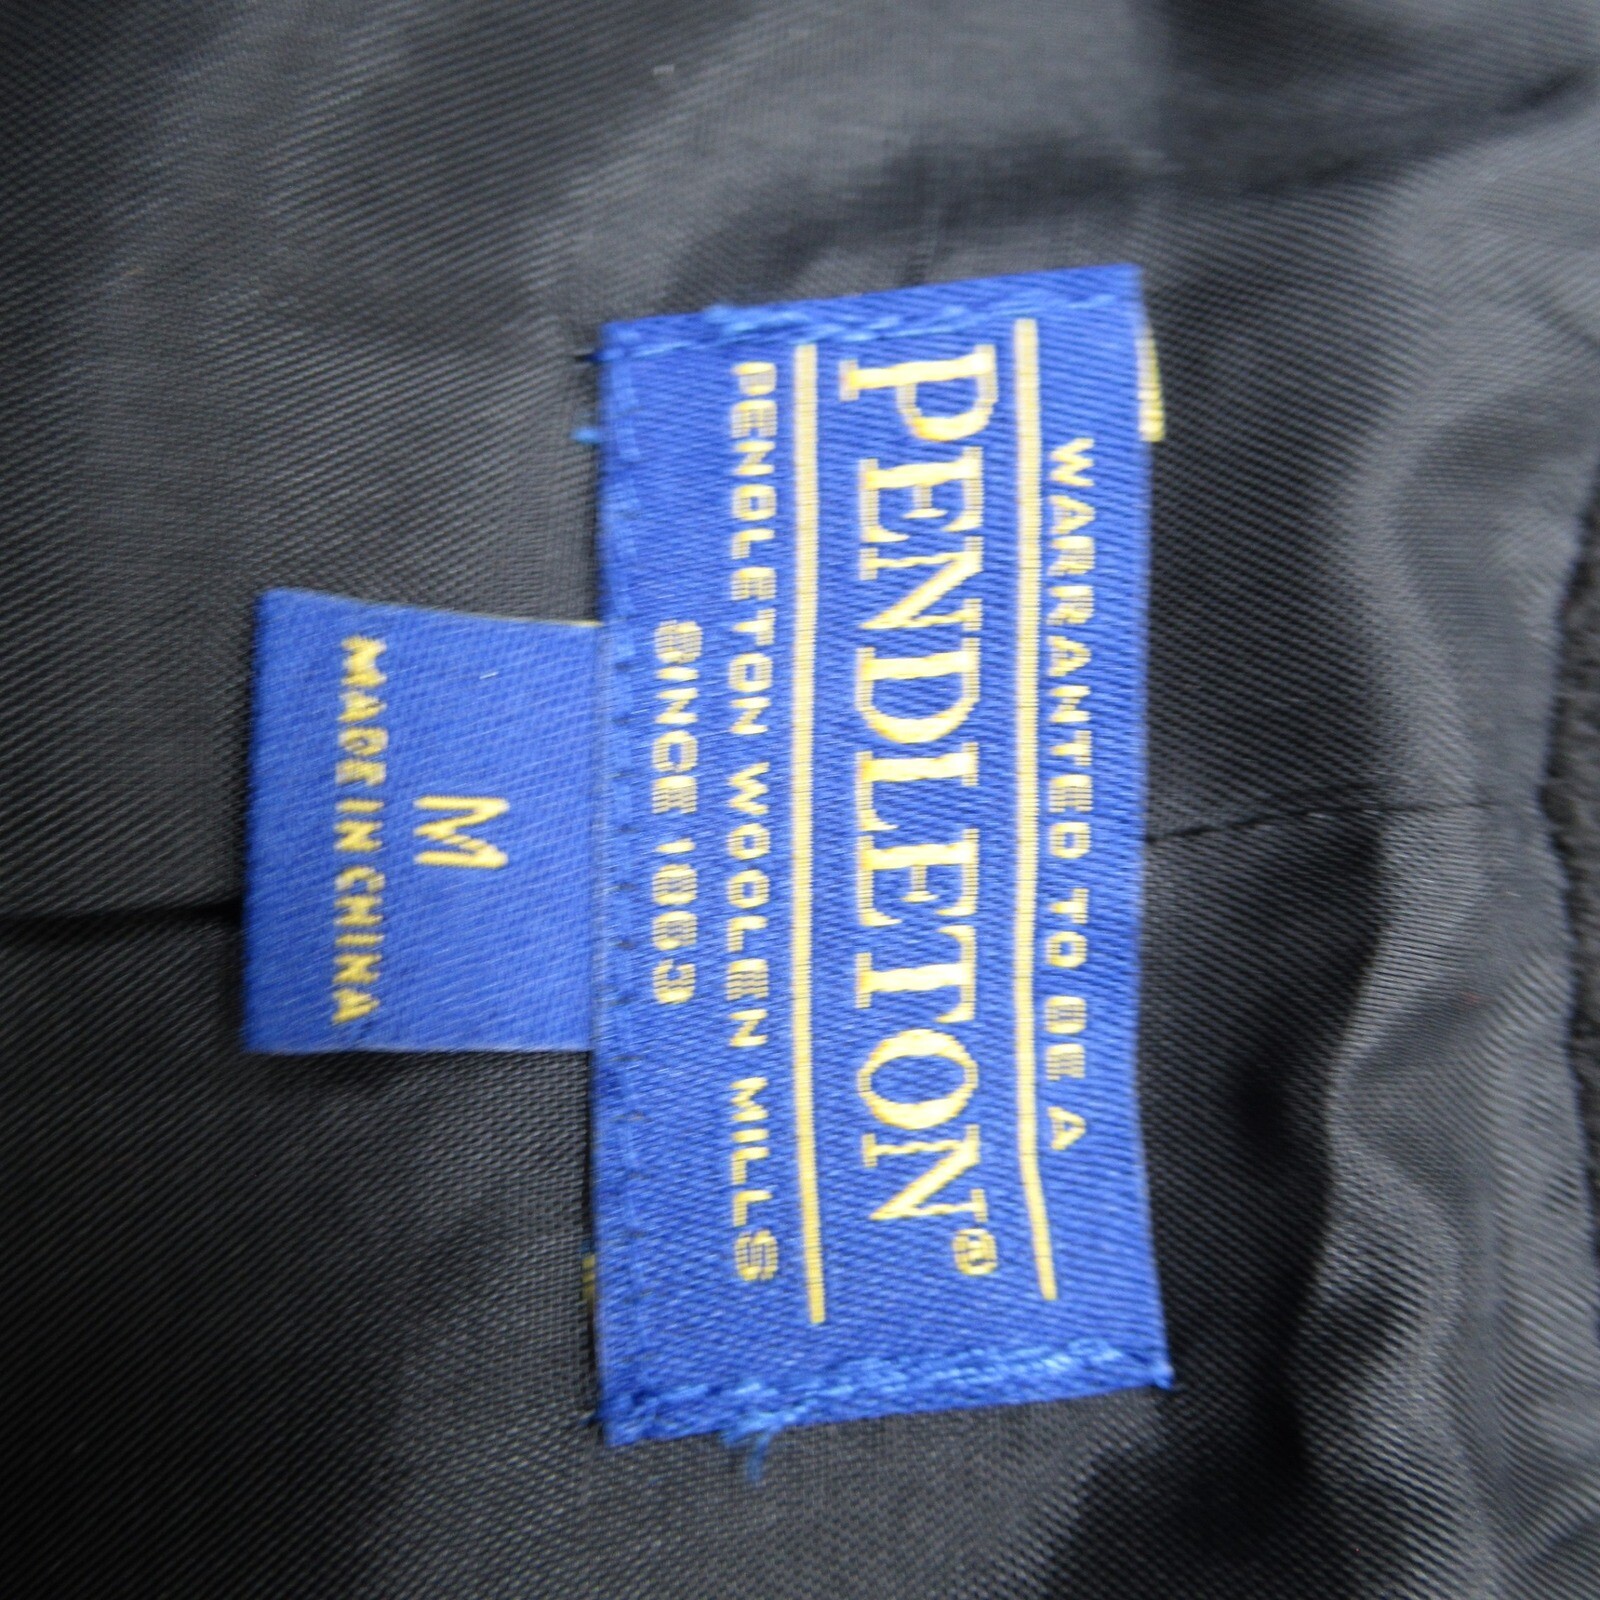 WARRANTED TO BE A
PENDLETON®
PENDLETON WOOLEN MILLS
SINCE 1863
M
MADE IN CHINA